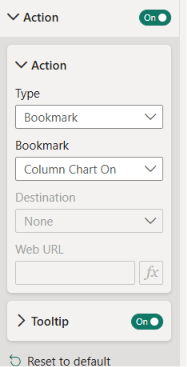 Action On
Action
Type
Bookmark
Bookmark
Column Chart On
Destination
None
Web URL
fx
Tooltip On
Reset to default